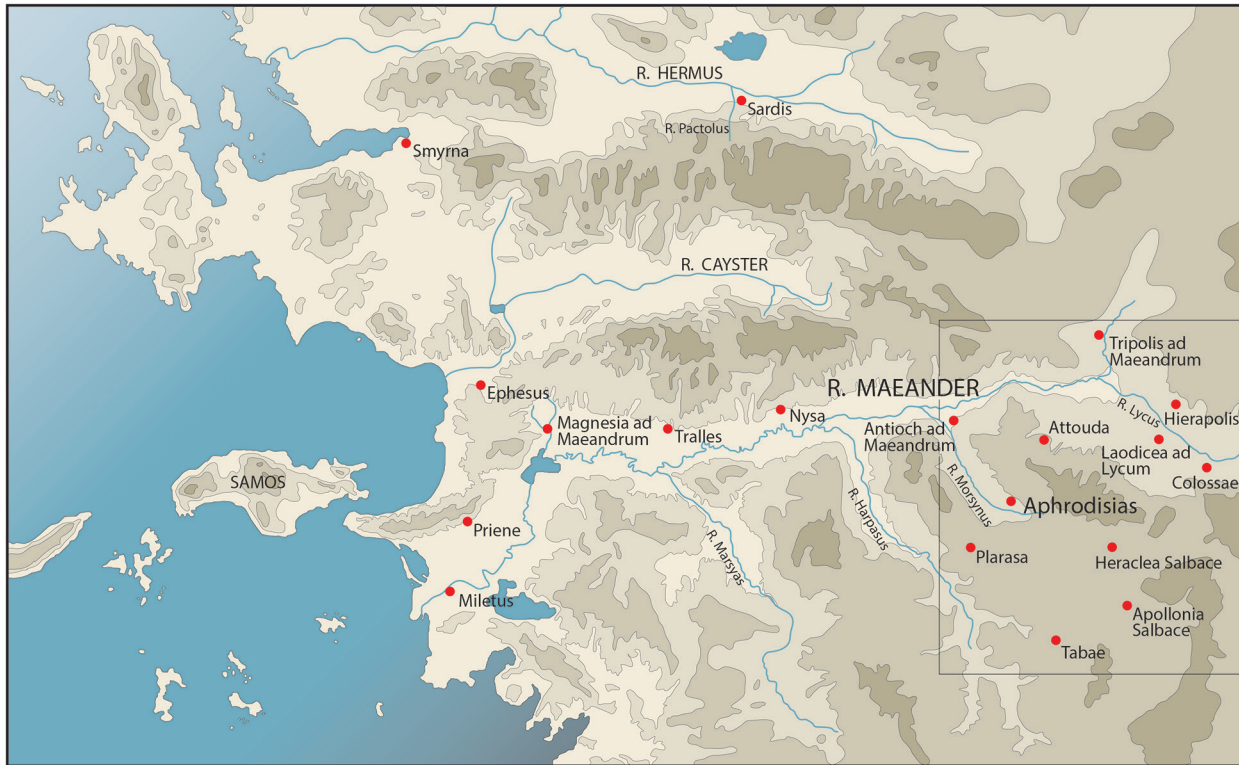 R. HERMUS
Sardis
R. Pactolus
Smyrna
R. CAYSTER
Tripolis ad
Maeandrum
R. MAEANDER
Ephesus
Nysa
R. Lycus
Hierapolis
Magnesia ad
Maeandrum
Tralles
Antioch ad
Maeandrum
Attouda
Laodicea ad
Lycum
Colossae
SAMOS
R. Morsynus
Aphrodisias
R. Harpasus
Priene
R. Marsyas
Plarasa
Heraclea Salbace
Miletus
Apollonia
Salbace
Tabae